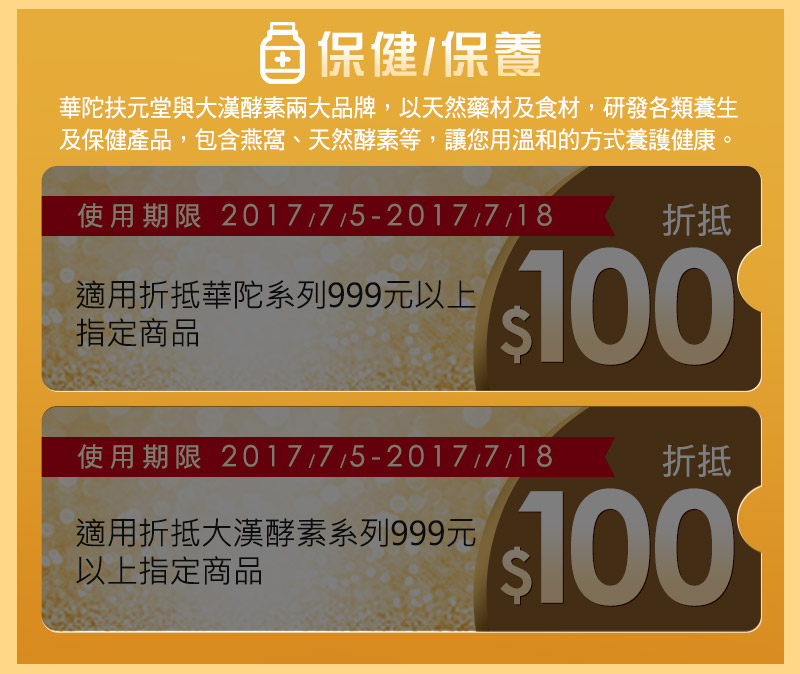 保健/保養
華陀扶元堂與大漢酵素兩大品牌，以天然藥材及食材，研發各類養生
及保健產品，包含燕窩、天然酵素等，讓您用溫和的方式養護健康。
使用期限 2017/7/5-2017/7/18
折抵
適用折抵華陀系列999元以上
指定商品
$100
使用期限 2017/7/5-2017/7/18
折抵
適用折抵大漢酵素系列999元
以上指定商品
$100